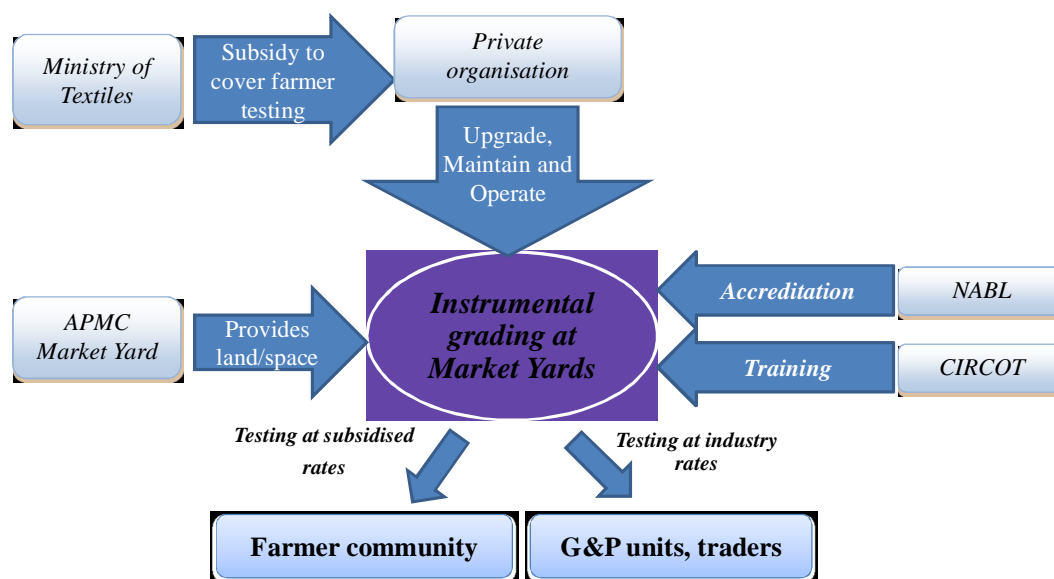 Ministry of
Textiles
Subsidy to
cover farmer
testing
Private
organisation
Upgrade,
Maintain and
Operate
APMC
Market Yard
Provides
land/space
Instrumental
grading at
Market Yards
Accreditation
NABL
Training
CIRCOT
Testing at subsidised
rates
Testing at industry
rates
Farmer community
G&P units, traders